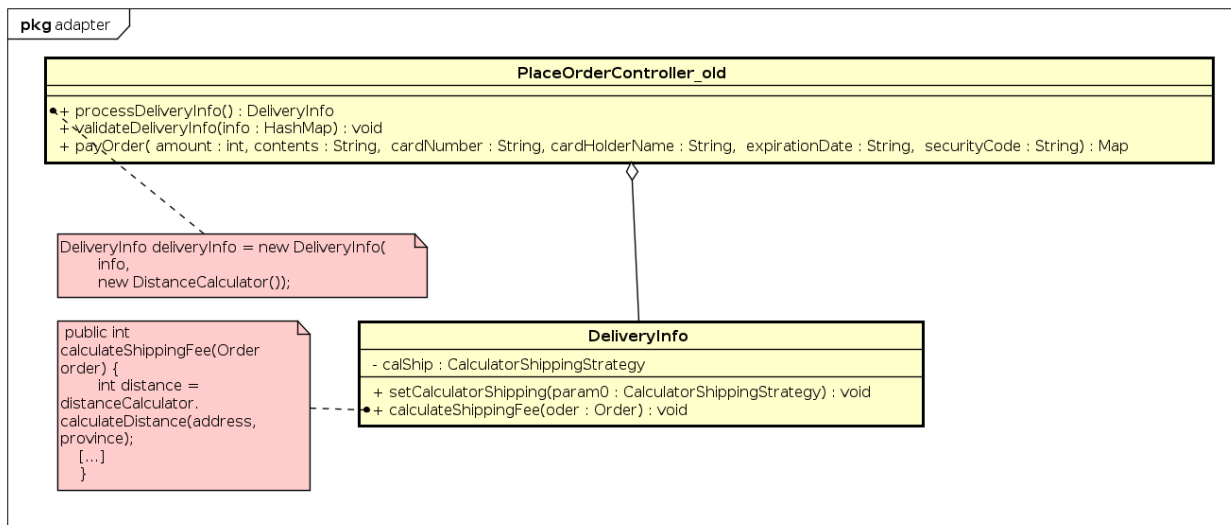 pkg adapter
PlaceOrderController_old
+ processDeliveryInfo() : DeliveryInfo
+ validateDeliveryInfo(info : HashMap) : void
+ payOrder( amount : int, contents : String, cardNumber : String, cardHolderName : String, expirationDate : String, securityCode : String) : Map
DeliveryInfo deliveryInfo = new DeliveryInfo(
info,
new DistanceCalculator());
public int
calculateShippingFee(Order
order) {
int distance =
distanceCalculator.
calculateDistance(address,
province);
[...]
}
DeliveryInfo
- calShip : CalculatorShippingStrategy
+ setCalculatorShipping(param0 : CalculatorShippingStrategy) : void
+ calculateShippingFee(oder : Order) : void